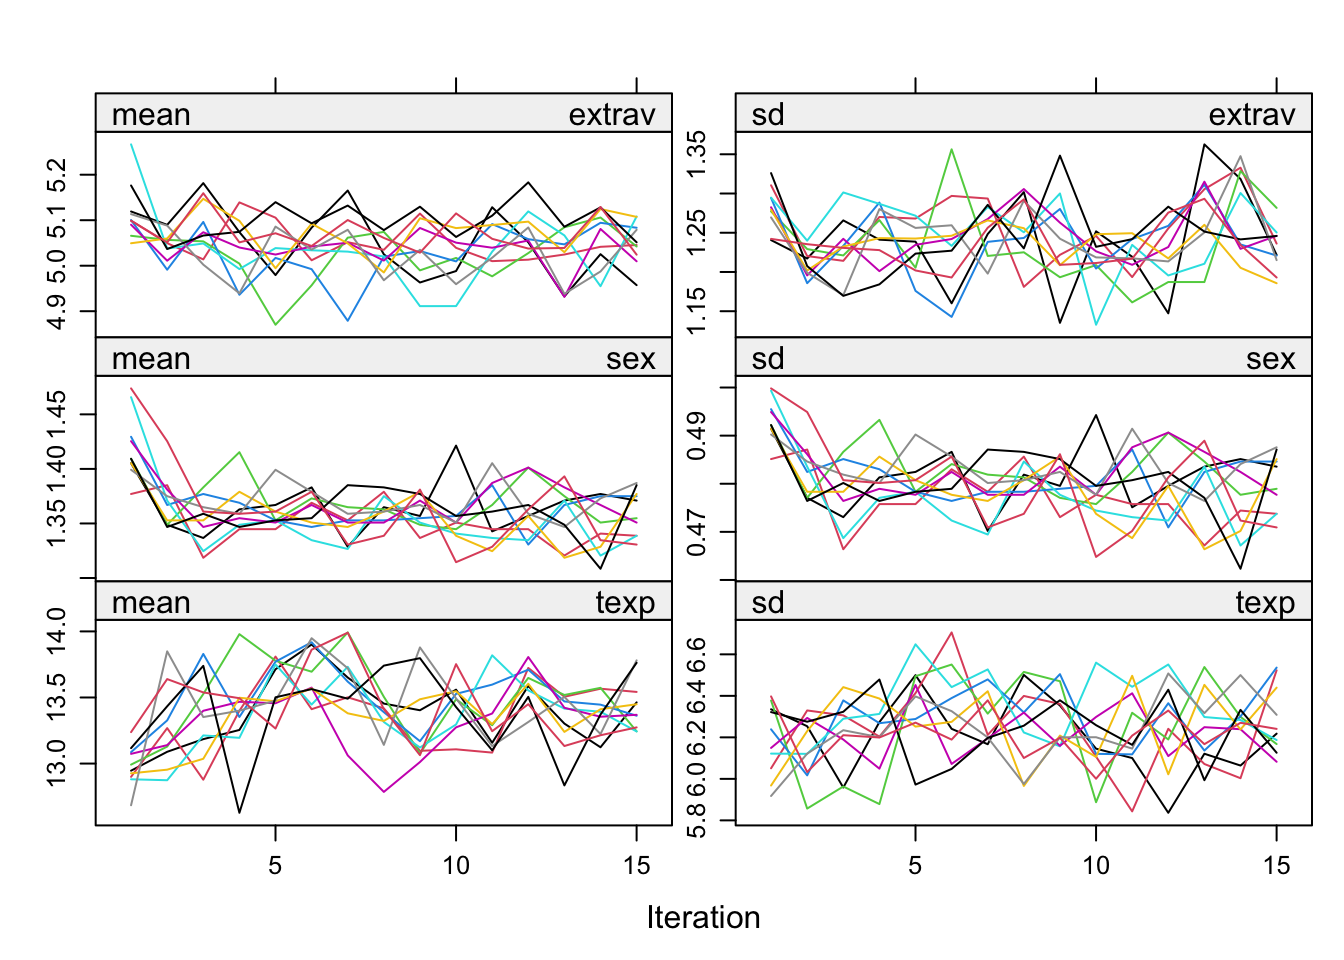 mean extrav
sd extrav
4.9 5.0 5.1 5.2
1.15 1.25 1.35
mean sex
sd sex
1.35 1.40 1.45
0.47 0.49
mean texp
sd texp
13.0 13.5 14.0
5.8 6.0 6.2 6.4 6.6
5 10 15
5 10 15
Iteration